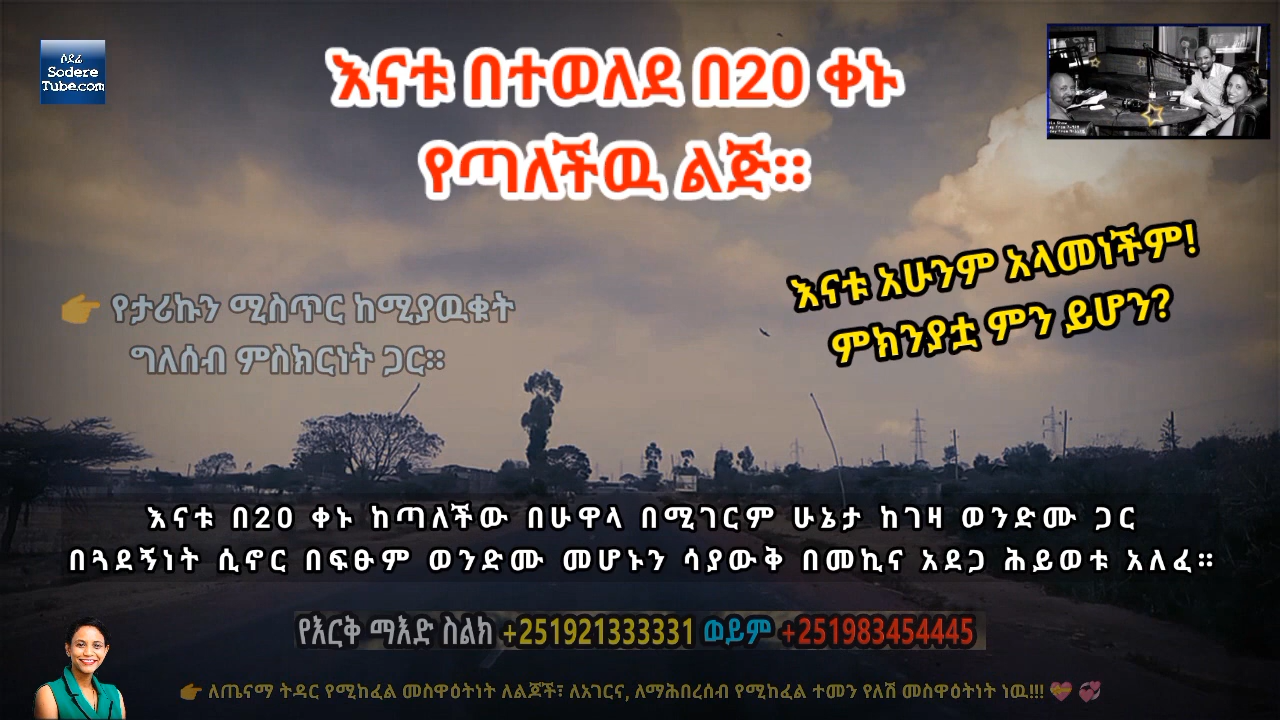 ሶደሬ
Sodere
Tube.com
እናቱ በተወለደ በ20 ቀኑ
የጣለችዉ ልጅ።
እናቱ አሁንም አላመነችም!
ምክንያቷ ምን ይሆን?
👉 የታሪኩን ሚስጥር ከሚያዉቁት
ግለሰብ ምስክርነት ጋር።
እናቱ በ20 ቀኑ ከጣለችው በሁዋላ በሚገርም ሁኔታ ከገዛ ወንድሙ ጋር
በጓደኝነት ሲኖር በፍፁም ወንድሙ መሆኑን ሳያውቅ በመኪና አደጋ ሕይወቱ አለፈ።
የእርቅ ማእድ ስልክ +251921333331 ወይም +251983454445
👉 ለጤናማ ትዳር የሚከፈል መስዋዕትነት ለልጆች፣ ለአገርና, ለማሕበረሰብ የሚከፈል ተመን የለሽ መስዋዕትነት ነዉ!!! 💝 💞